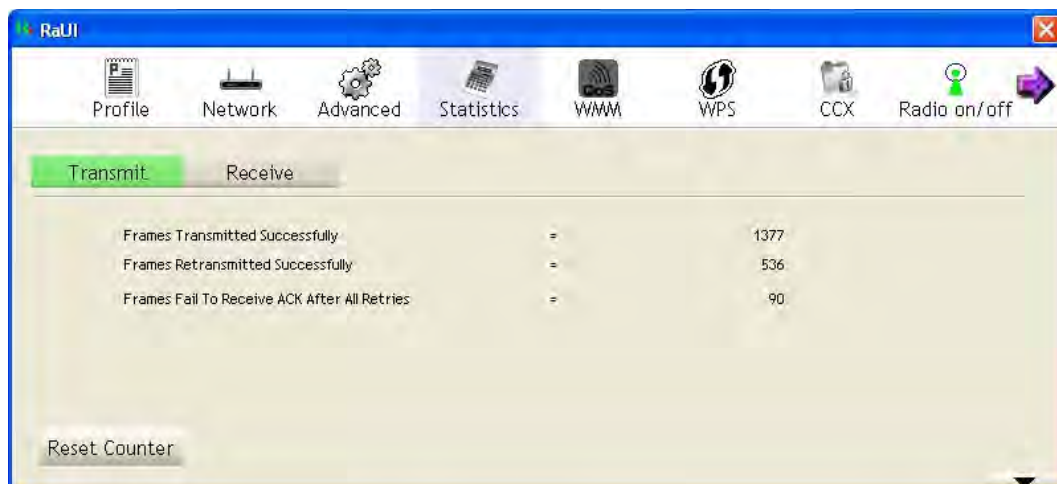 RaUI
Profile Network Advanced Statistics WMM WPS CCX Radio on/off
QoS
Transmit Receive
Frames Transmitted Successfully = 1377
Frames Retransmitted Successfully = 536
Frames Fail To Receive ACK After All Retries = 90
Reset Counter